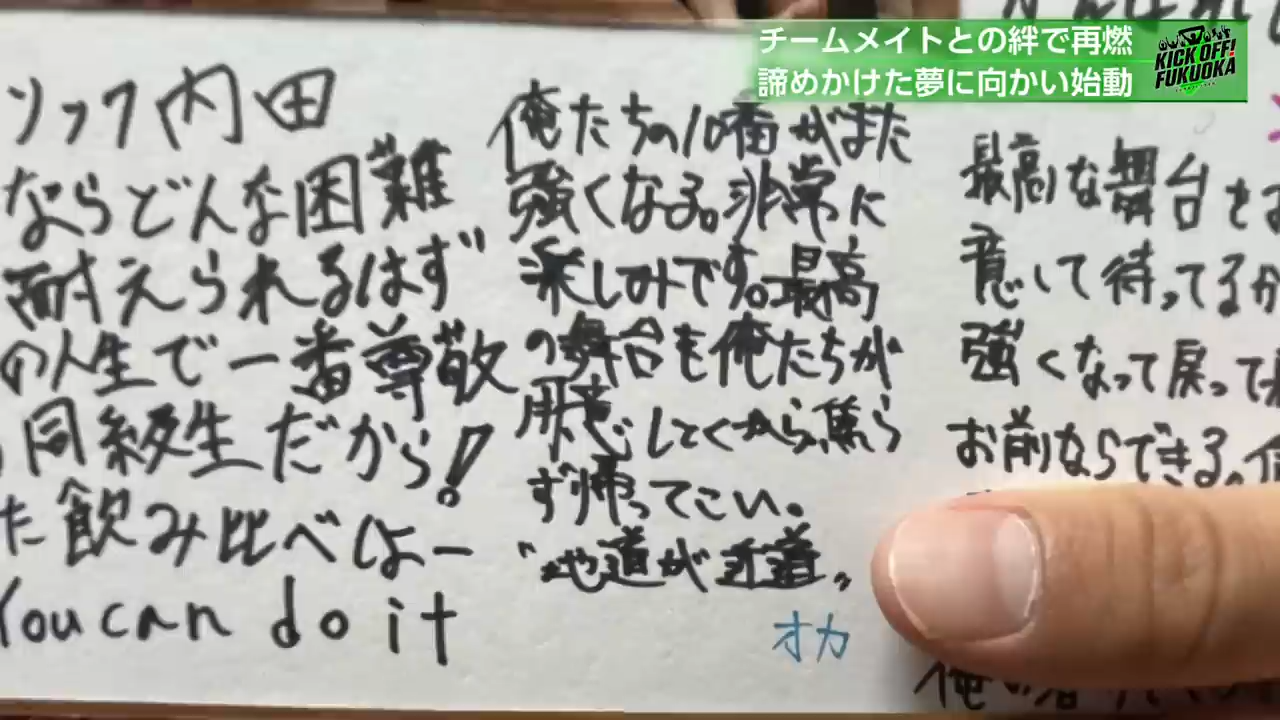 チームメイトとの絆で再燃
諦めかけた夢に向かい始動
KICK OFF!
FUKUOKA
ソック内田
ならどんな困難
耐えられるはず
の人生で一番尊敬
同級生だから!
た飲み比べしよー
You can do it
俺たちの10番がまた
強くなる。非常に
楽しみです。最高
の舞台も俺たちが
用意してくから、焦ら
ず帰ってこい。
"地道が近道"
オカ
最高な舞台を
意して待ってるか
強くなって戻って
お前ならできる。